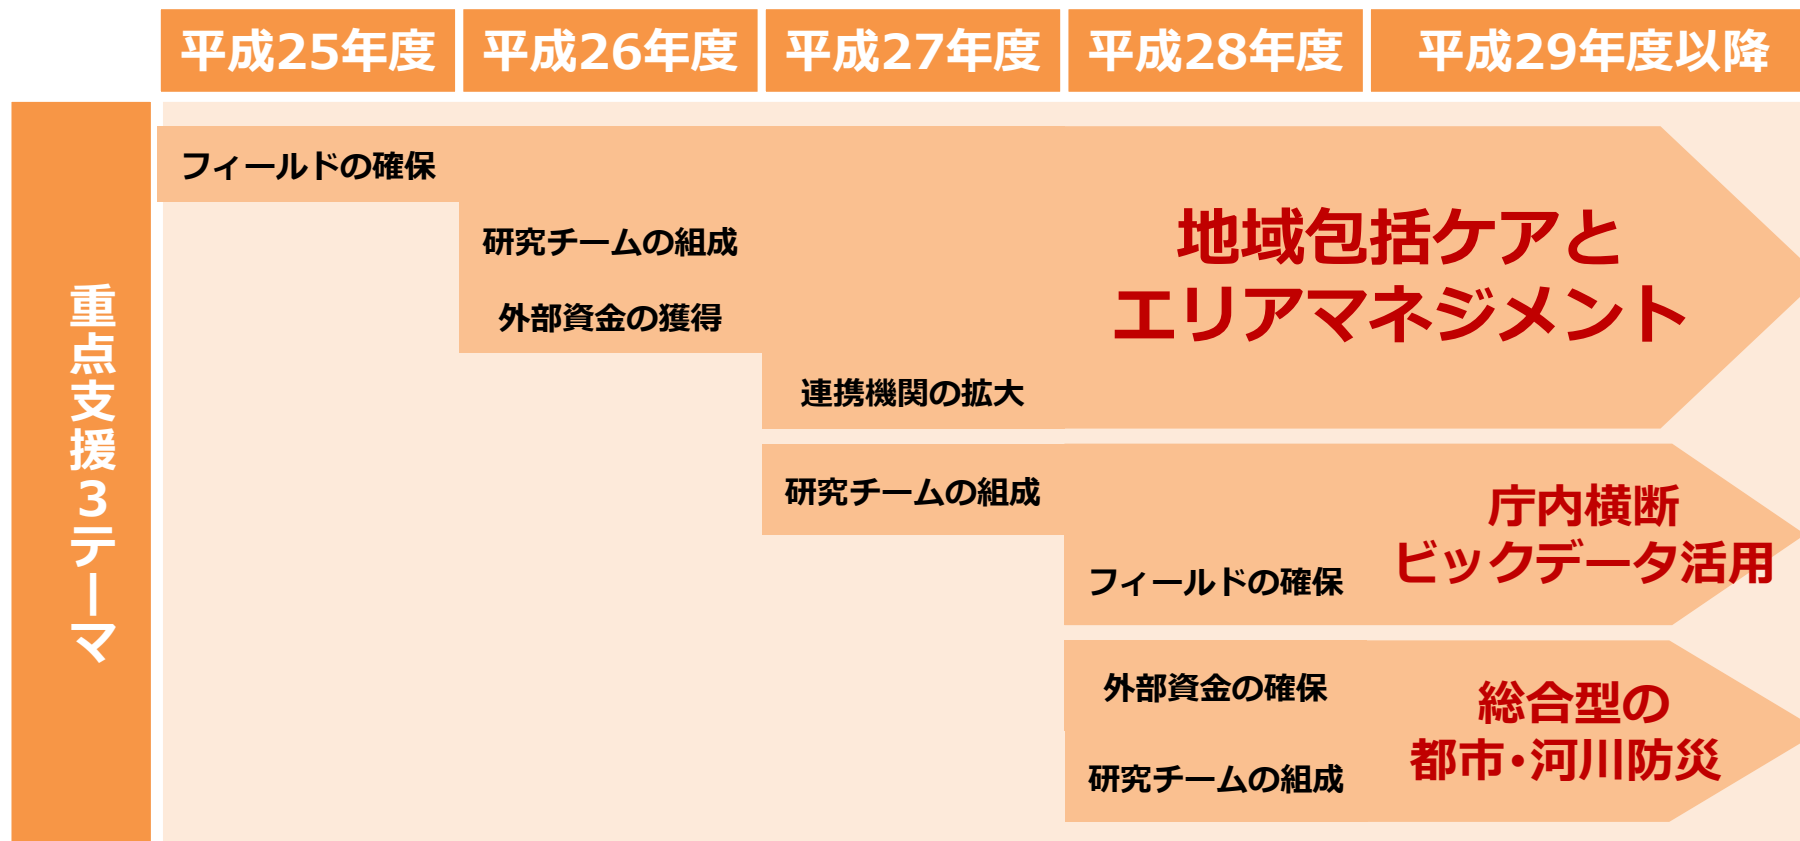 平成25年度
平成26年度
平成27年度
平成28年度
平成29年度以降
重点支援3テーマ
フィールドの確保
研究チームの組成
外部資金の獲得
連携機関の拡大
地域包括ケアと
エリアマネジメント
研究チームの組成
フィールドの確保
庁内横断
ビックデータ活用
外部資金の確保
研究チームの組成
総合型の
都市・河川防災